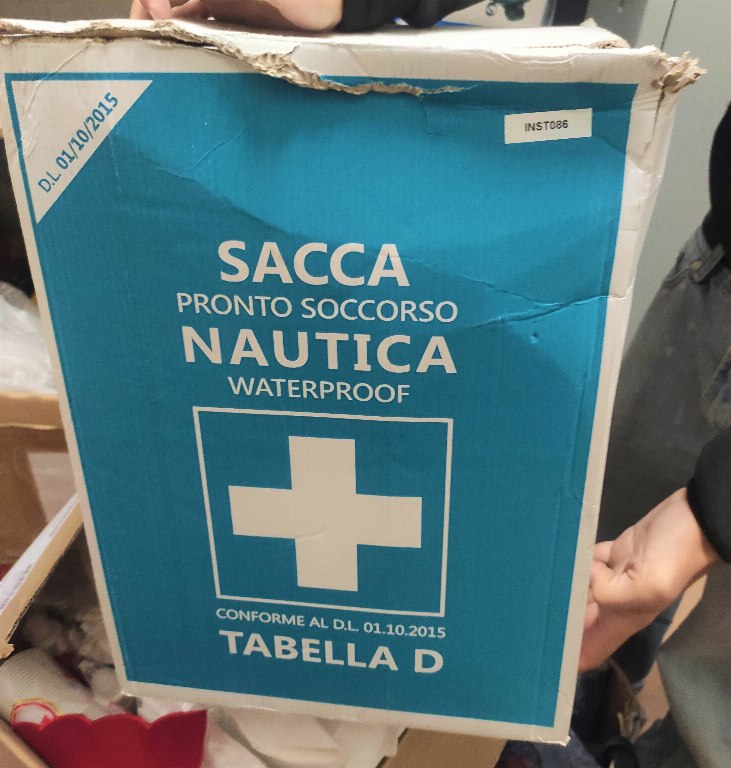 D.L. 01/10/2015
INST086
SACCA
PRONTO SOCCORSO
NAUTICA
WATERPROOF
CONFORME AL D.L. 01.10.2015
TABELLA D